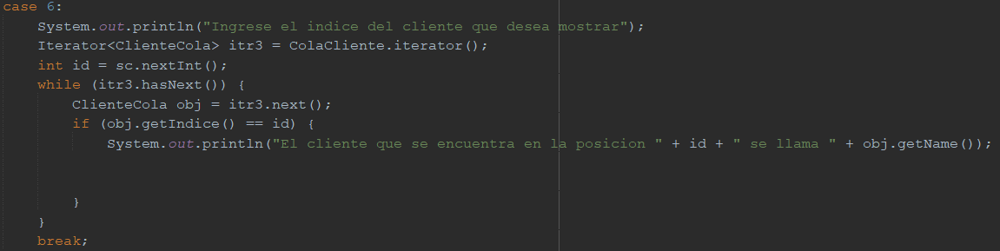 case 6:
    System.out.println("Ingrese el indice del cliente que desea mostrar");
    Iterator<ClienteCola> itr3 = ColaCliente.iterator();
    int id = sc.nextInt();
    while (itr3.hasNext()) {
        ClienteCola obj = itr3.next();
        if (obj.getIndice() == id) {
            System.out.println("El cliente que se encuentra en la posicion " + id + " se llama " + obj.getName());
        }
    }
    break;